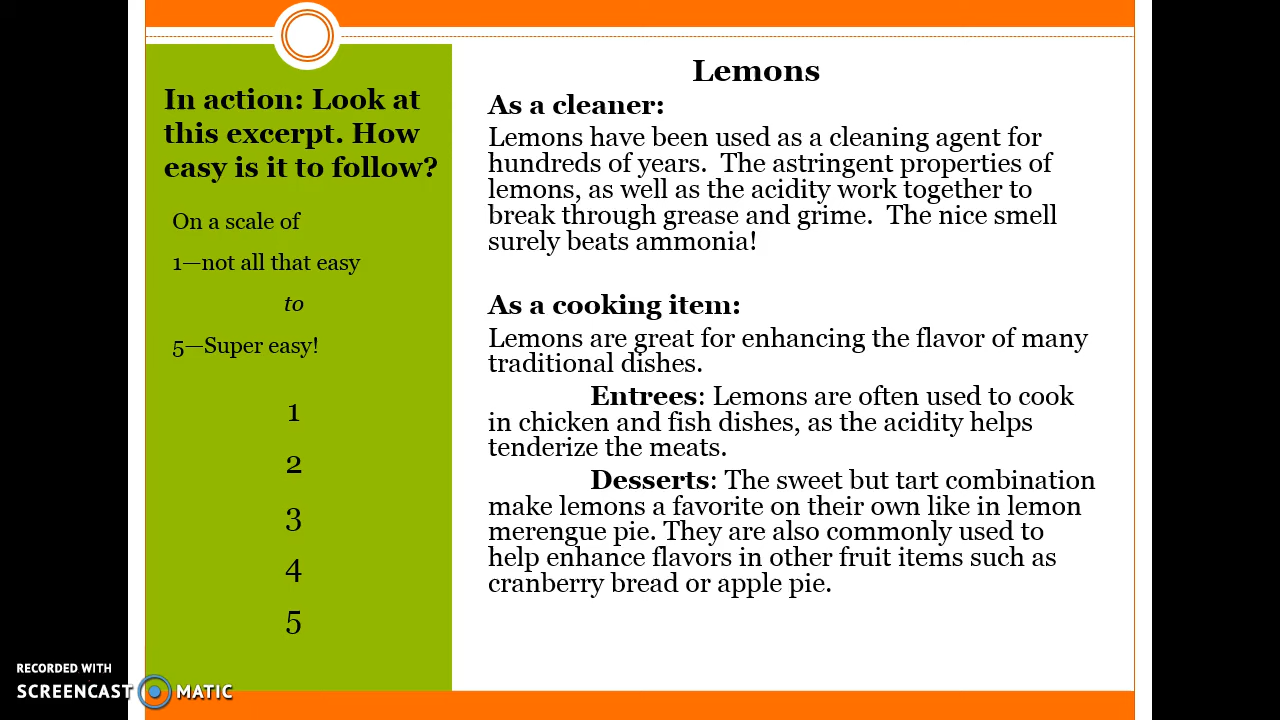 In action: Look at
this excerpt. How
easy is it to follow?
On a scale of
1—not all that easy
to
5—Super easy!
1
2
3
4
5
Lemons
As a cleaner:
Lemons have been used as a cleaning agent for
hundreds of years.  The astringent properties of
lemons, as well as the acidity work together to
break through grease and grime.  The nice smell
surely beats ammonia!
As a cooking item:
Lemons are great for enhancing the flavor of many
traditional dishes.
Entrees: Lemons are often used to cook
in chicken and fish dishes, as the acidity helps
tenderize the meats.
Desserts: The sweet but tart combination
make lemons a favorite on their own like in lemon
merengue pie. They are also commonly used to
help enhance flavors in other fruit items such as
cranberry bread or apple pie.
RECORDED WITH
SCREENCAST MATIC